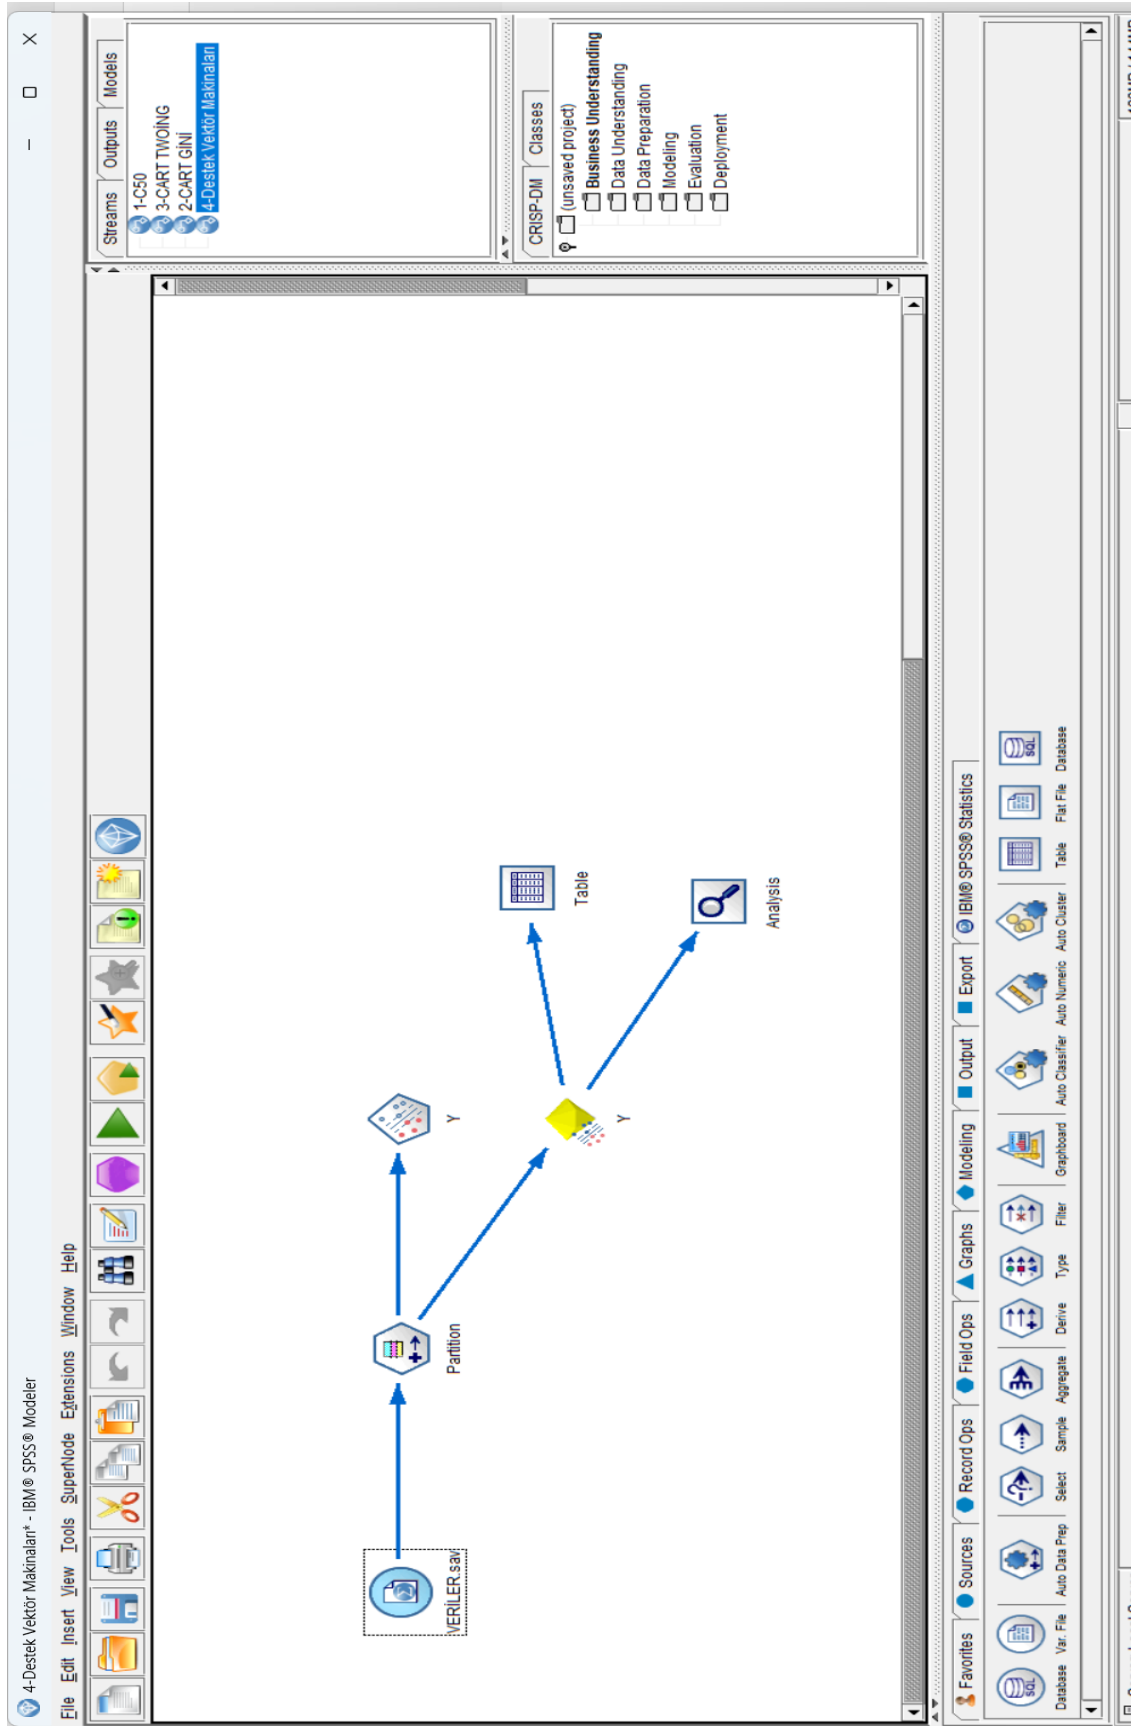 4-Destek Vektör Makinaları* - IBM® SPSS® Modeler
File Edit Insert View Tools SuperNode Extensions Window Help
VERİLER.sav
Partition
Y
Y
Table
Analysis
Streams Outputs Models
1-C50
3-CART TWOİNG
2-CART GİNİ
4-Destek Vektör Makinaları
CRISP-DM Classes
(unsaved project)
Business Understanding
Data Understanding
Data Preparation
Modeling
Evaluation
Deployment
Favorites Sources Record Ops Field Ops Graphs Modeling Output Export IBM® SPSS® Statistics
SQL SQL
Database Var. File Auto Data Prep Select Sample Aggregate Derive Type Filter Graphboard Auto Classifier Auto Numeric Auto Cluster Table Flat File Database